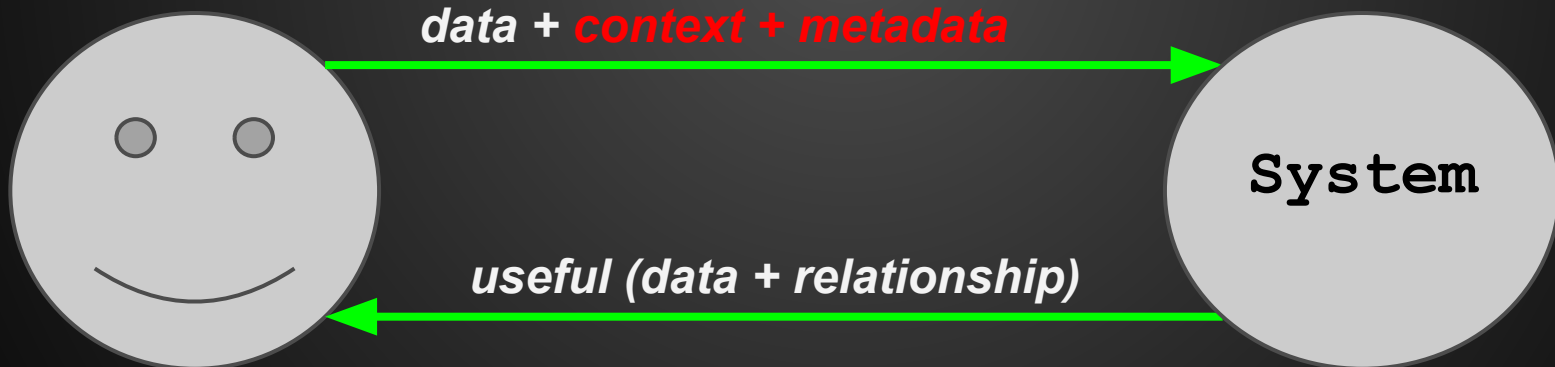 data + context + metadata
System
useful (data + relationship)